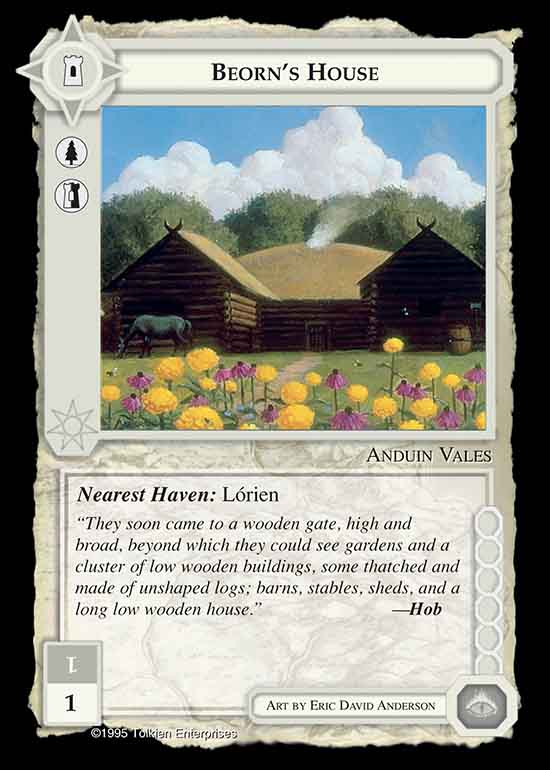 Beorn's House
Anduin Vales
Nearest Haven: Lórien
“They soon came to a wooden gate, high and
broad, beyond which they could see gardens and a
cluster of low wooden buildings, some thatched and
made of unshaped logs; barns, stables, sheds, and a
long low wooden house.” —Hob
1
1
Art by Eric David Anderson
©1995 Tolkien Enterprises